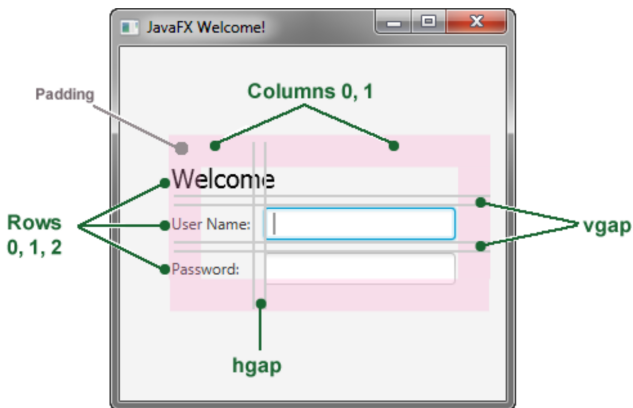 JavaFX Welcome!
Padding
Columns 0, 1
Welcome
Rows
0, 1, 2
User Name:
vgap
Password:
hgap